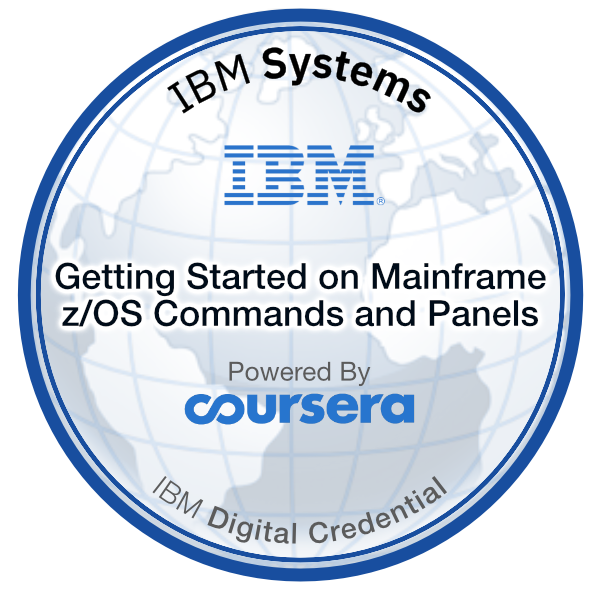 IBM Systems
IBM®
Getting Started on Mainframe
z/OS Commands and Panels
Powered By
coursera
IBM Digital Credential